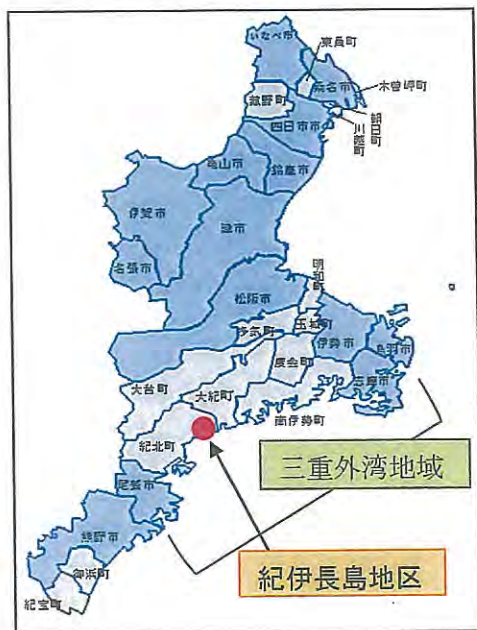 いなべ市
東員町
桑名市
木曽岬町
菰野町
朝日町
川越町
四日市市
亀山市
鈴鹿市
伊賀市
津市
名張市
明和町
松阪市
多気町
玉城町
伊勢市
鳥羽市
度会町
志摩市
大台町
大紀町
南伊勢町
紀北町
三重外湾地域
尾鷲市
熊野市
御浜町
紀宝町
紀伊長島地区